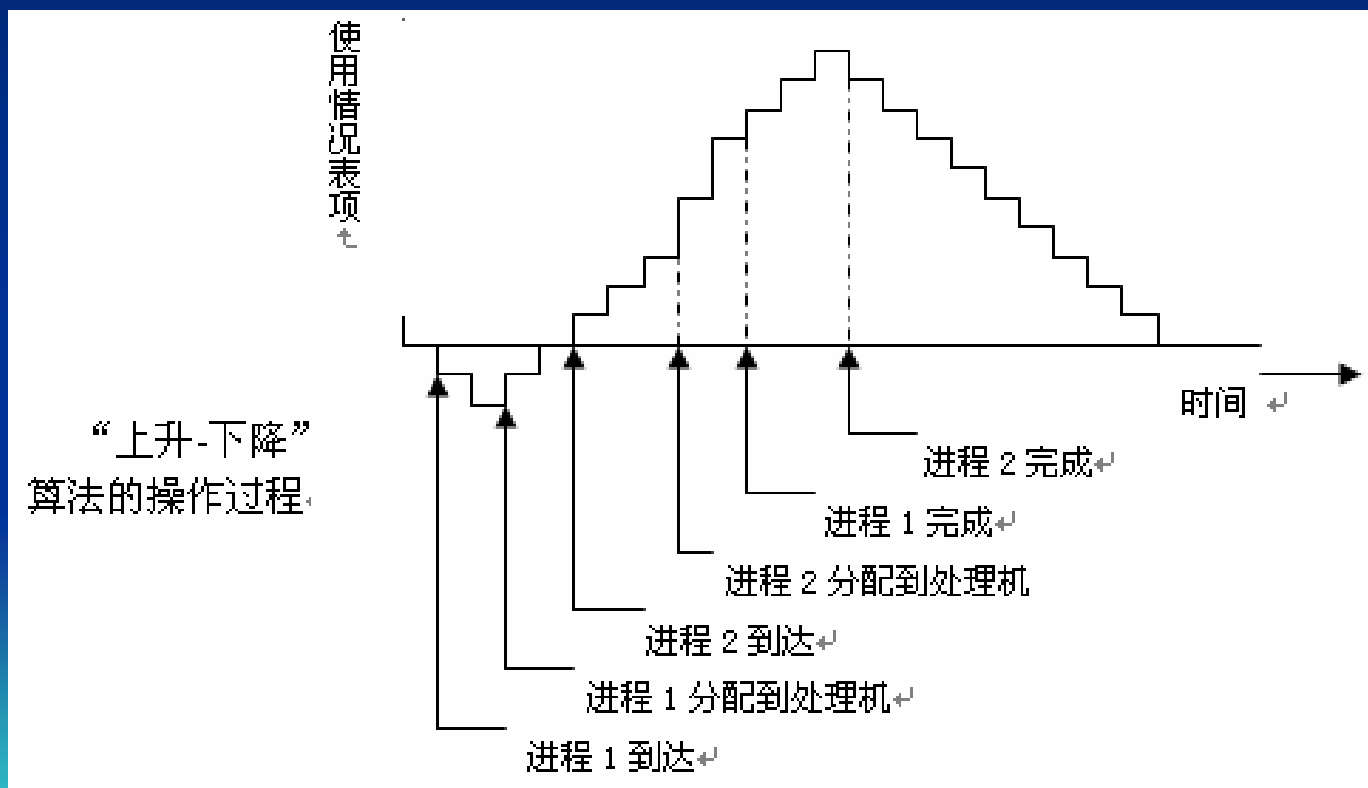 使用情况表项
“上升-下降”
算法的操作过程
时间
进程 2 完成
进程 1 完成
进程 2 分配到处理机
进程 2 到达
进程 1 分配到处理机
进程 1 到达